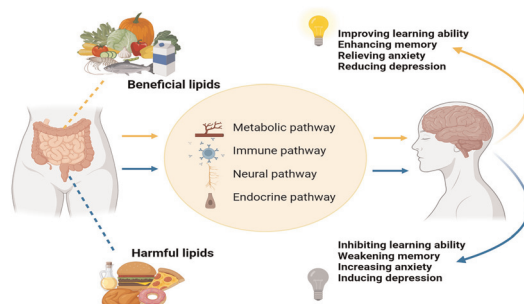 Beneficial lipids
Improving learning ability
Enhancing memory
Relieving anxiety
Reducing depression
Metabolic pathway
Immune pathway
Neural pathway
Endocrine pathway
Harmful lipids
Inhibiting learning ability
Weakening memory
Increasing anxiety
Inducing depression